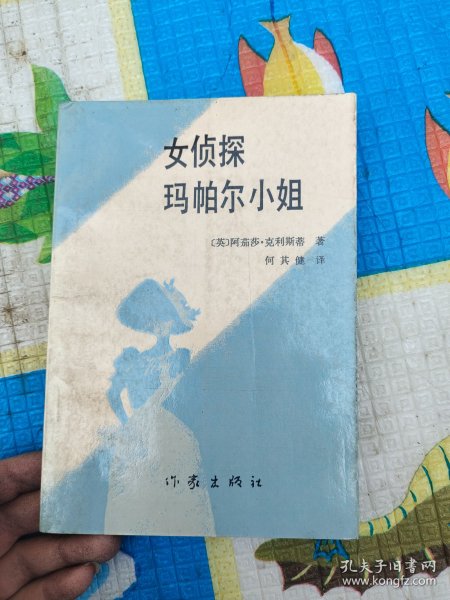 女侦探
玛帕尔小姐
〔英〕阿茄莎·克利斯蒂 著
何其健 译
作家出版社
孔夫子旧书网
www.kongfz.com